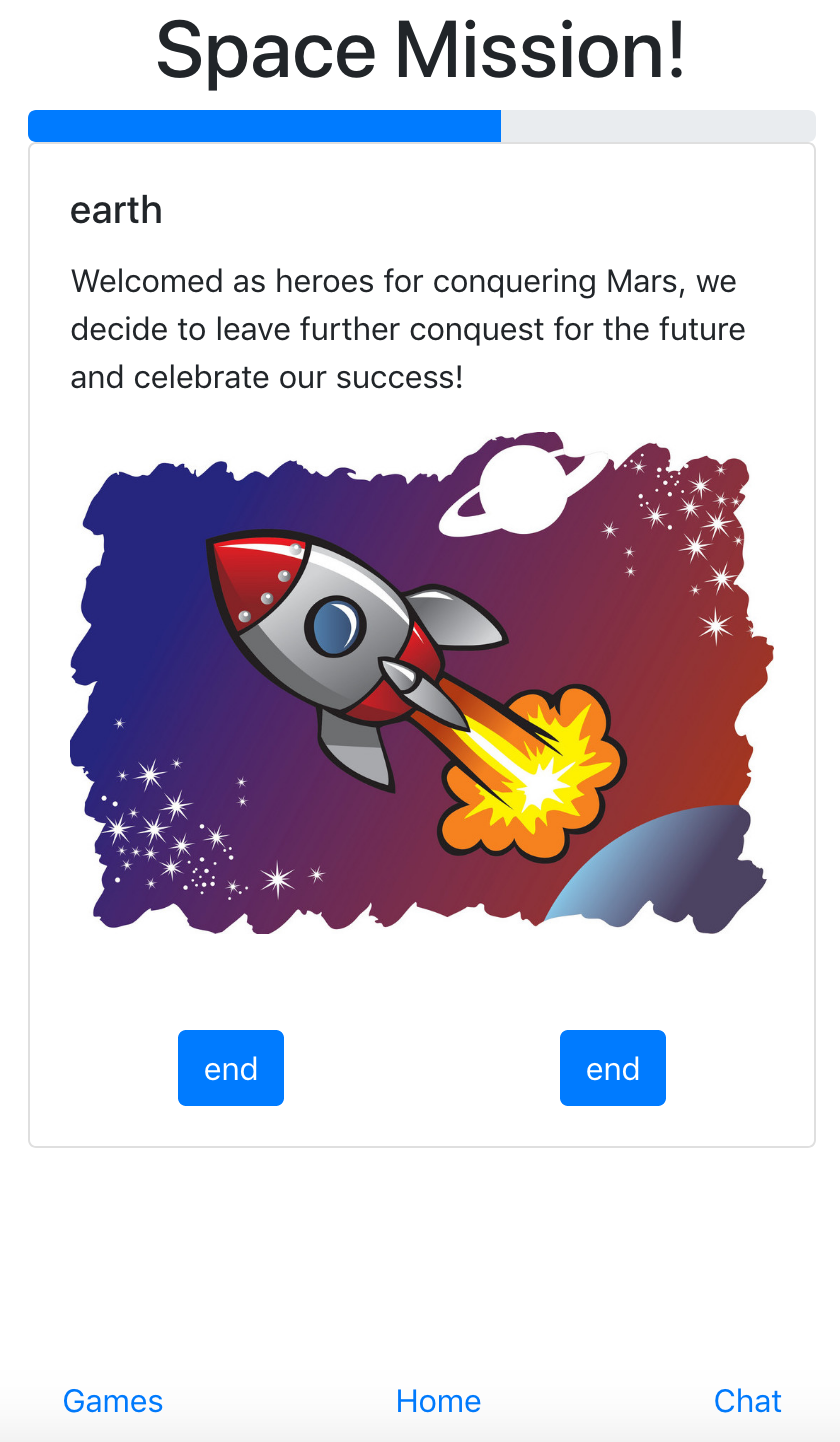 Space Mission!
earth
Welcomed as heroes for conquering Mars, we
decide to leave further conquest for the future
and celebrate our success!
end end
Games Home Chat